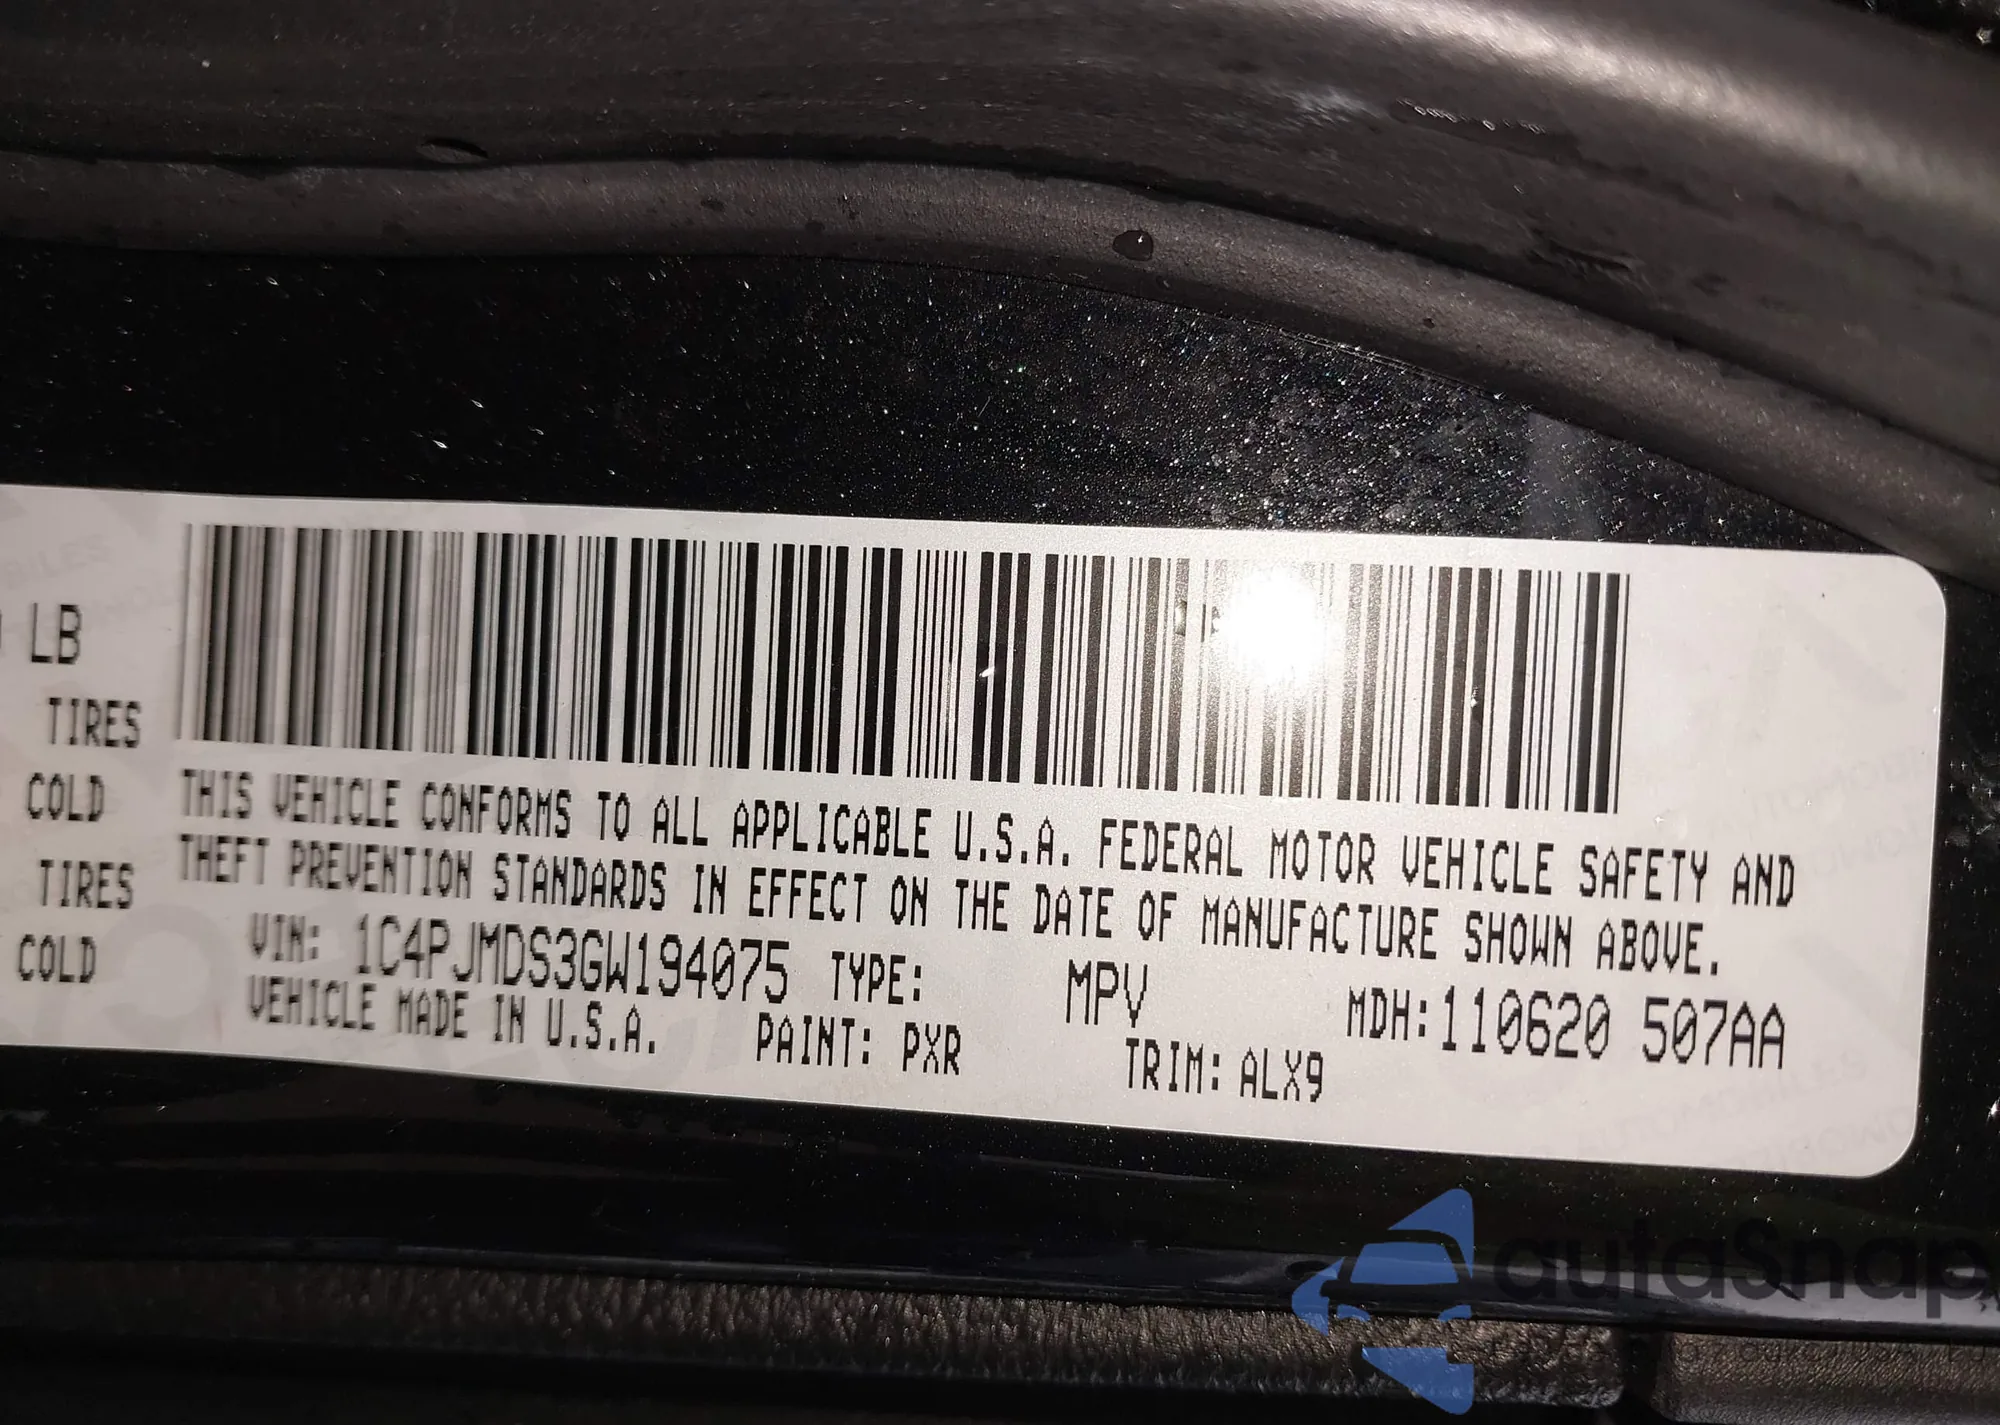 LB
TIRES
COLD
TIRES
COLD
THIS VEHICLE CONFORMS TO ALL APPLICABLE U.S.A. FEDERAL MOTOR VEHICLE SAFETY AND
THEFT PREVENTION STANDARDS IN EFFECT ON THE DATE OF MANUFACTURE SHOWN ABOVE.
VIN: 1C4PJMDS3GW194075 TYPE: MPV MDH:110620 507AA
VEHICLE MADE IN U.S.A. PAINT: PXR TRIM: ALX9
autaSnap